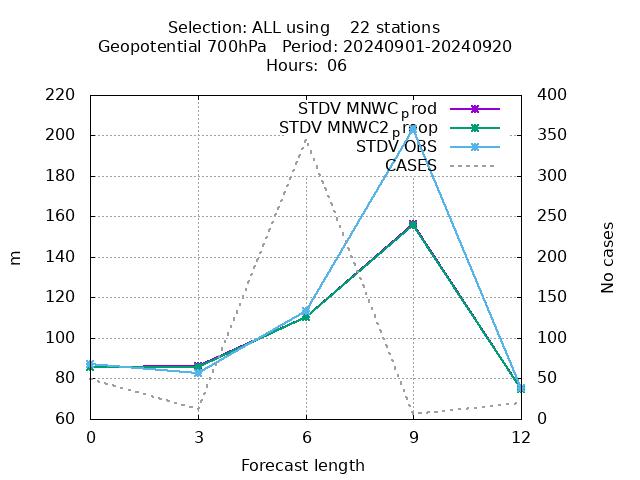 Selection: ALL using    22 stations
Geopotential 700hPa   Period: 20240901-20240920
Hours:  06
220
200
180
160
140
120
100
80
60
400
350
300
250
200
150
100
50
0
m
No cases
STDV MNWCprod
STDV MNWC2preop
STDV OBS
CASES
0 3 6 9 12
Forecast length